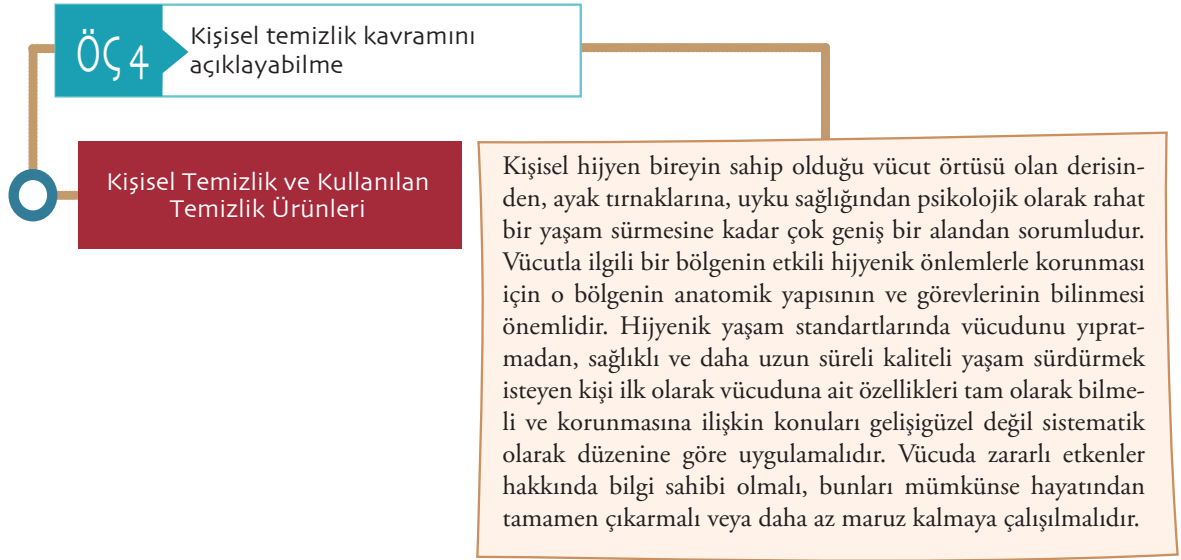 ÖÇ 4
Kişisel temizlik kavramını
açıklayabilme
Kişisel Temizlik ve Kullanılan
Temizlik Ürünleri
Kişisel hijyen bireyin sahip olduğu vücut örtüsü olan derisin-
den, ayak tırnaklarına, uyku sağlığından psikolojik olarak rahat
bir yaşam sürmesine kadar çok geniş bir alandan sorumludur.
Vücutla ilgili bir bölgenin etkili hijyenik önlemlerle korunması
için o bölgenin anatomik yapısının ve görevlerinin bilinmesi
önemlidir. Hijyenik yaşam standartlarında vücudunu yıprat-
madan, sağlıklı ve daha uzun süreli kaliteli yaşam sürdürmek
isteyen kişi ilk olarak vücuduna ait özellikleri tam olarak bilme-
li ve korunmasına ilişkin konuları gelişigüzel değil sistematik
olarak düzenine göre uygulamalıdır. Vücuda zararlı etkenler
hakkında bilgi sahibi olmalı, bunları mümkünse hayatından
tamamen çıkarmalı veya daha az maruz kalmaya çalışılmalıdır.